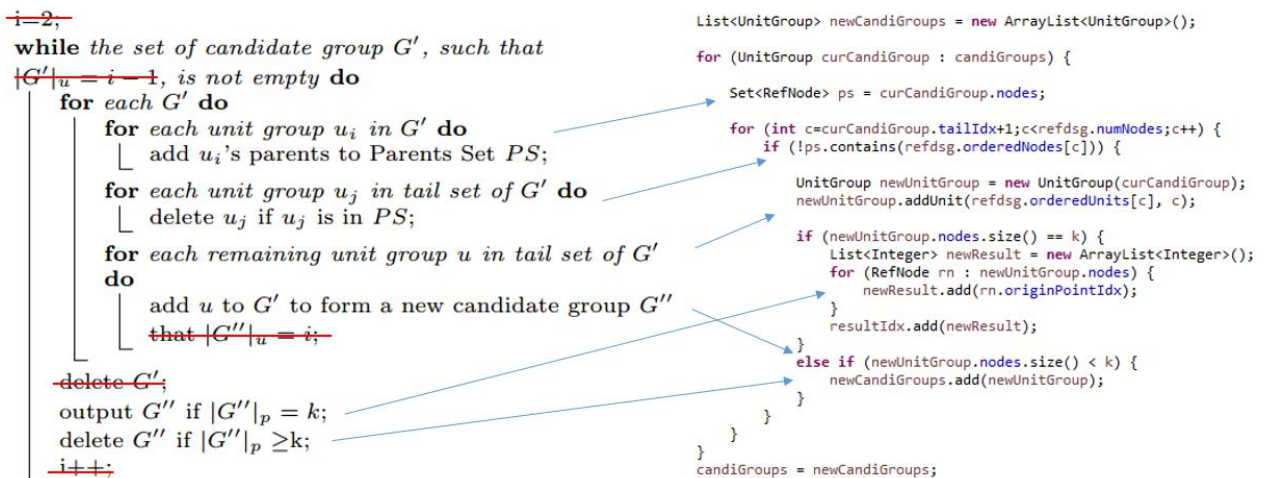 i=2;
while the set of candidate group G′, such that
|G′|ᵤ = i − 1, is not empty do
for each G′ do
for each unit group uᵢ in G′ do
add uᵢ's parents to Parents Set PS;
for each unit group uⱼ in tail set of G′ do
delete uⱼ if uⱼ is in PS;
for each remaining unit group u in tail set of G′
do
add u to G′ to form a new candidate group G′′
that |G′′|ᵤ = i;
delete G′;
output G′′ if |G′′|ₚ = k;
delete G′′ if |G′′|ₚ ≥k;
i++;
List<UnitGroup> newCandiGroups = new ArrayList<UnitGroup>();
for (UnitGroup curCandiGroup : candiGroups) {
Set<RefNode> ps = curCandiGroup.nodes;
for (int c=curCandiGroup.tailIdx+1;c<refdsg.numNodes;c++) {
if (!ps.contains(refdsg.orderedNodes[c])) {
UnitGroup newUnitGroup = new UnitGroup(curCandiGroup);
newUnitGroup.addUnit(refdsg.orderedUnits[c], c);
if (newUnitGroup.nodes.size() == k) {
List<Integer> newResult = new ArrayList<Integer>();
for (RefNode rn : newUnitGroup.nodes) {
newResult.add(rn.originPointIdx);
}
resultIdx.add(newResult);
}
else if (newUnitGroup.nodes.size() < k) {
newCandiGroups.add(newUnitGroup);
}
}
}
}
candiGroups = newCandiGroups;